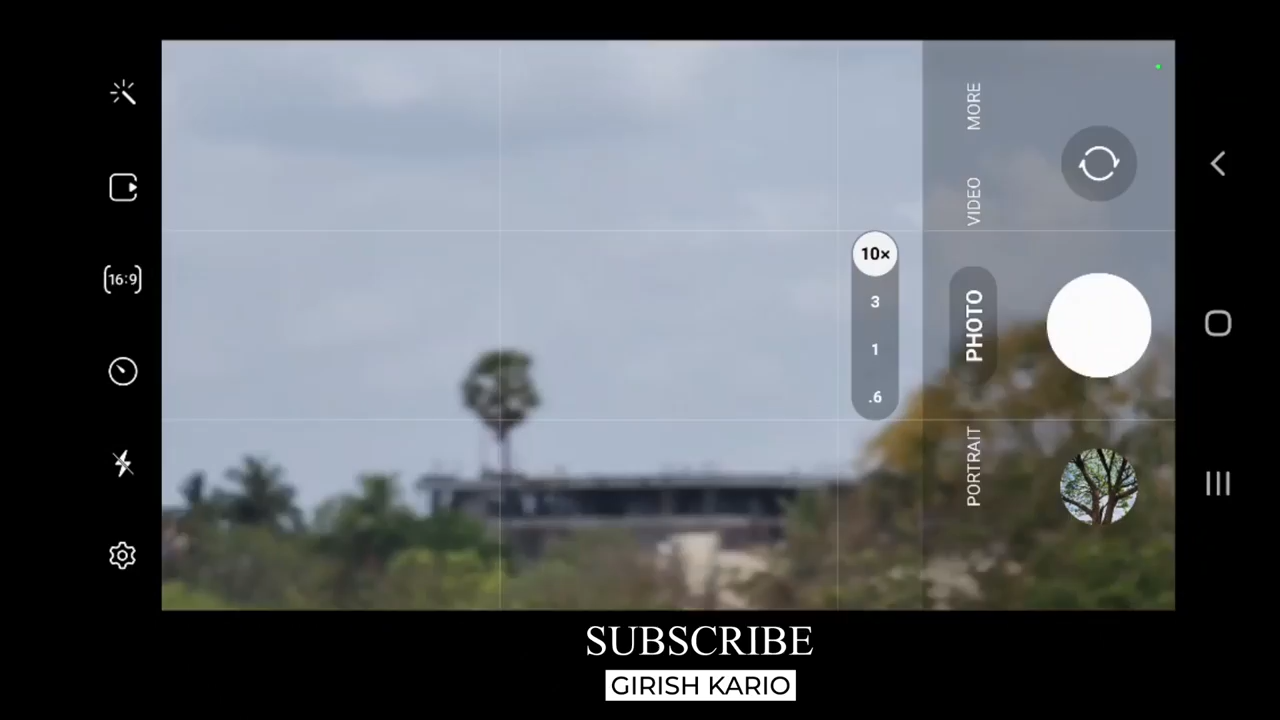 16:9
10×
3
1
.6
MORE
VIDEO
PHOTO
PORTRAIT
SUBSCRIBE
GIRISH KARIO